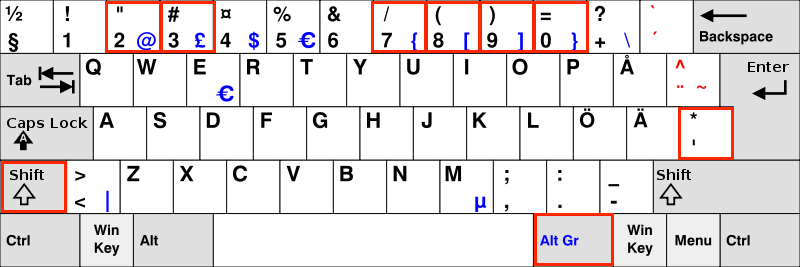 ½ ! " # ¤ % & / ( ) = ? `
§ 1 2 @ 3 £ 4 $ 5 € 6 7 { 8 [ 9 ] 0 } + \ ´ Backspace
Tab Q W E R T Y U I O P Å ^ Enter
€ ¨ ~
Caps Lock A S D F G H J K L Ö Ä *
A '
Shift > Z X C V B N M ; : _ Shift
< | µ , . -
Ctrl Win Key Alt Alt Gr Win Key Menu Ctrl